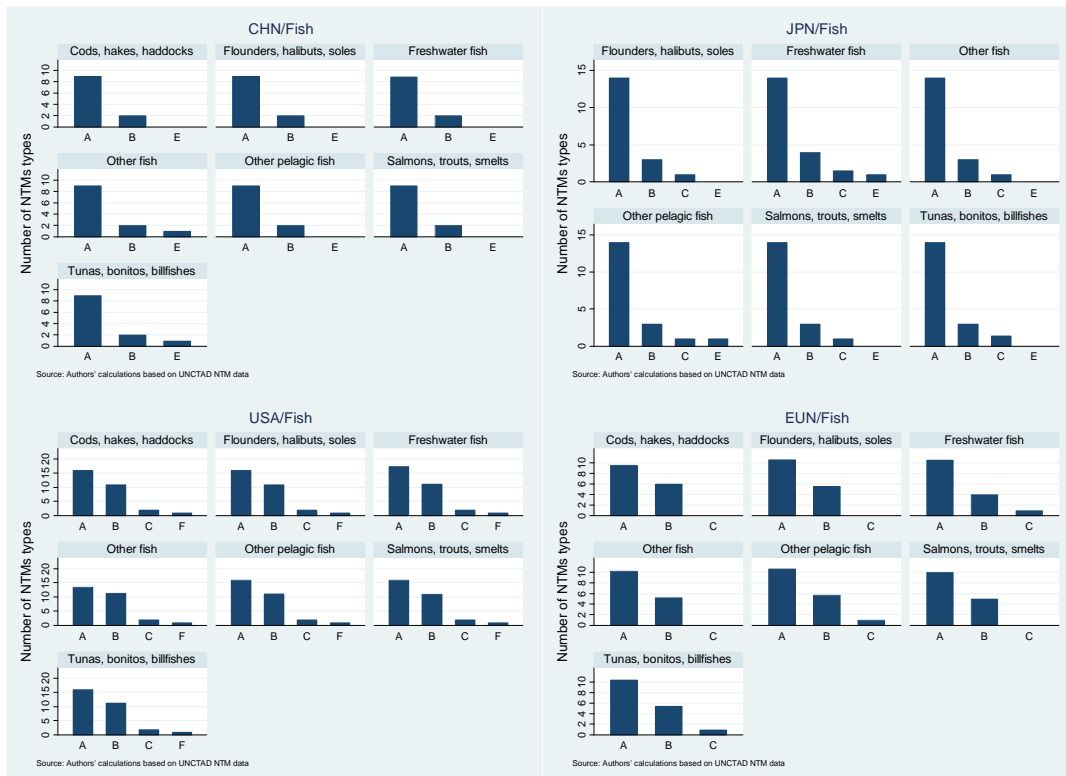 CHN/Fish
Number of NTMs types
Cods, hakes, haddocks Flounders, halibuts, soles Freshwater fish
0 2 4 6 8 10
A B E A B E A B E
Other fish Other pelagic fish Salmons, trouts, smelts
0 2 4 6 8 10
A B E A B E A B E
Tunas, bonitos, billfishes
0 2 4 6 8 10
A B E
Source: Authors' calculations based on UNCTAD NTM data
JPN/Fish
Number of NTMs types
Flounders, halibuts, soles Freshwater fish Other fish
0 5 10 15
A B C E A B C E A B C E
Other pelagic fish Salmons, trouts, smelts Tunas, bonitos, billfishes
0 5 10 15
A B C E A B C E A B C E
Source: Authors' calculations based on UNCTAD NTM data
USA/Fish
Number of NTMs types
Cods, hakes, haddocks Flounders, halibuts, soles Freshwater fish
0 5 10 15 20
A B C F A B C F A B C F
Other fish Other pelagic fish Salmons, trouts, smelts
0 5 10 15 20
A B C F A B C F A B C F
Tunas, bonitos, billfishes
0 5 10 15 20
A B C F
Source: Authors' calculations based on UNCTAD NTM data
EUN/Fish
Number of NTMs types
Cods, hakes, haddocks Flounders, halibuts, soles Freshwater fish
0 2 4 6 8 10
A B C A B C A B C
Other fish Other pelagic fish Salmons, trouts, smelts
0 2 4 6 8 10
A B C A B C A B C
Tunas, bonitos, billfishes
0 2 4 6 8 10
A B C
Source: Authors' calculations based on UNCTAD NTM data